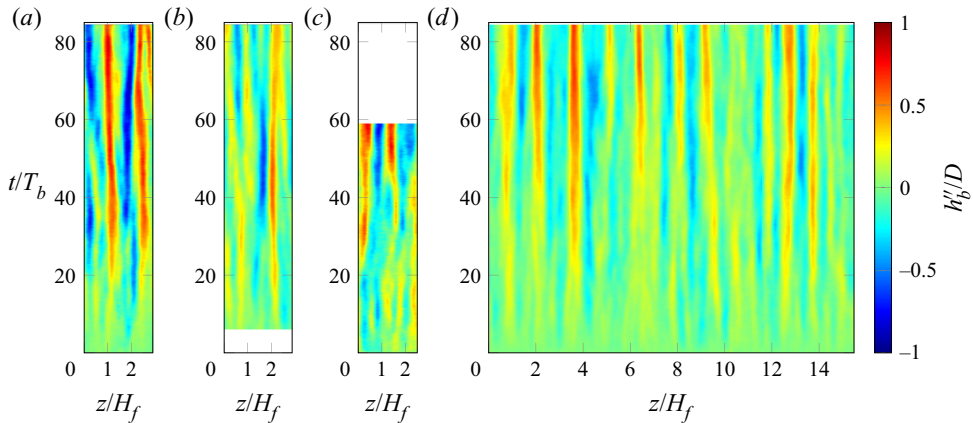 (a) (b) (c) (d)
80 80 80 80 1
60 60 60 60 0.5
t/T_b 40 40 40 40 0 h″_b/D
20 20 20 20 −0.5
0 1 2 0 1 2 0 1 2 0 2 4 6 8 10 12 14 −1
z/H_f z/H_f z/H_f z/H_f